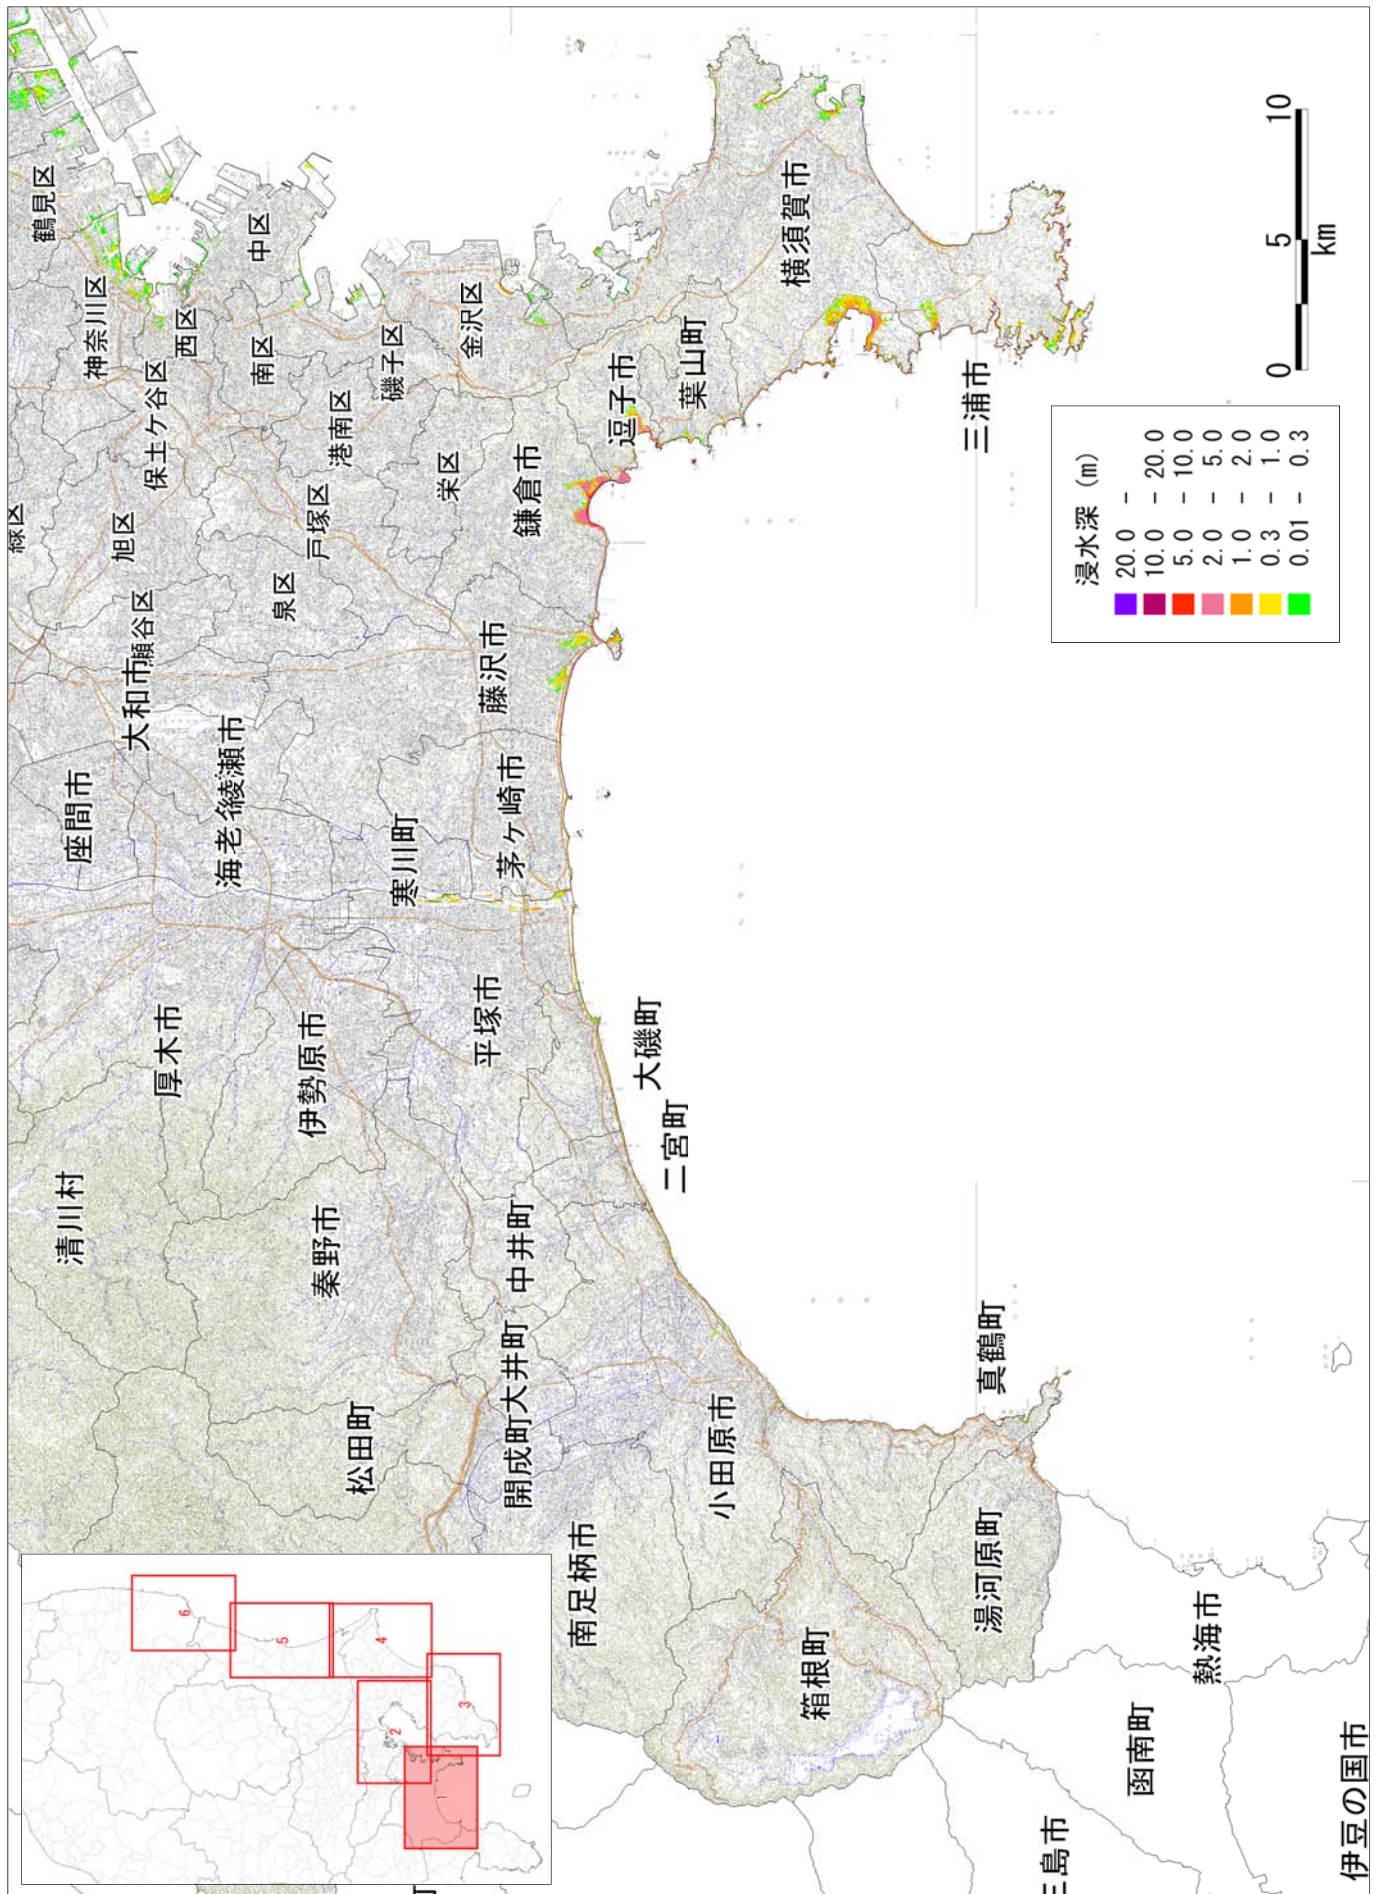 緑区
鶴見区
神奈川区
西区
中区
保土ケ谷区
南区
旭区
港南区
磯子区
金沢区
瀬谷区
戸塚区
栄区
泉区
大和市
座間市
綾瀬市
海老名
鎌倉市
逗子市
葉山町
横須賀市
三浦市
藤沢市
茅ヶ崎市
寒川町
厚木市
伊勢原市
平塚市
大磯町
二宮町
清川村
秦野市
中井町
大井町
松田町
開成町
小田原市
真鶴町
南足柄市
湯河原町
箱根町
熱海市
函南町
三島市
伊豆の国市
浸水深 (m)
20.0 -
10.0 - 20.0
5.0 - 10.0
2.0 - 5.0
1.0 - 2.0
0.3 - 1.0
0.01 - 0.3
0 5 10
km
1
2
3
4
5
6